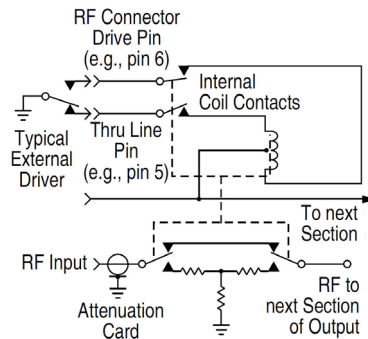 RF Connector
Drive Pin
(e.g., pin 6)
Internal
Coil Contacts
Typical
External
Driver
Thru Line
Pin
(e.g., pin 5)
To next
Section
RF Input
Attenuation
Card
RF to
next Section
of Output